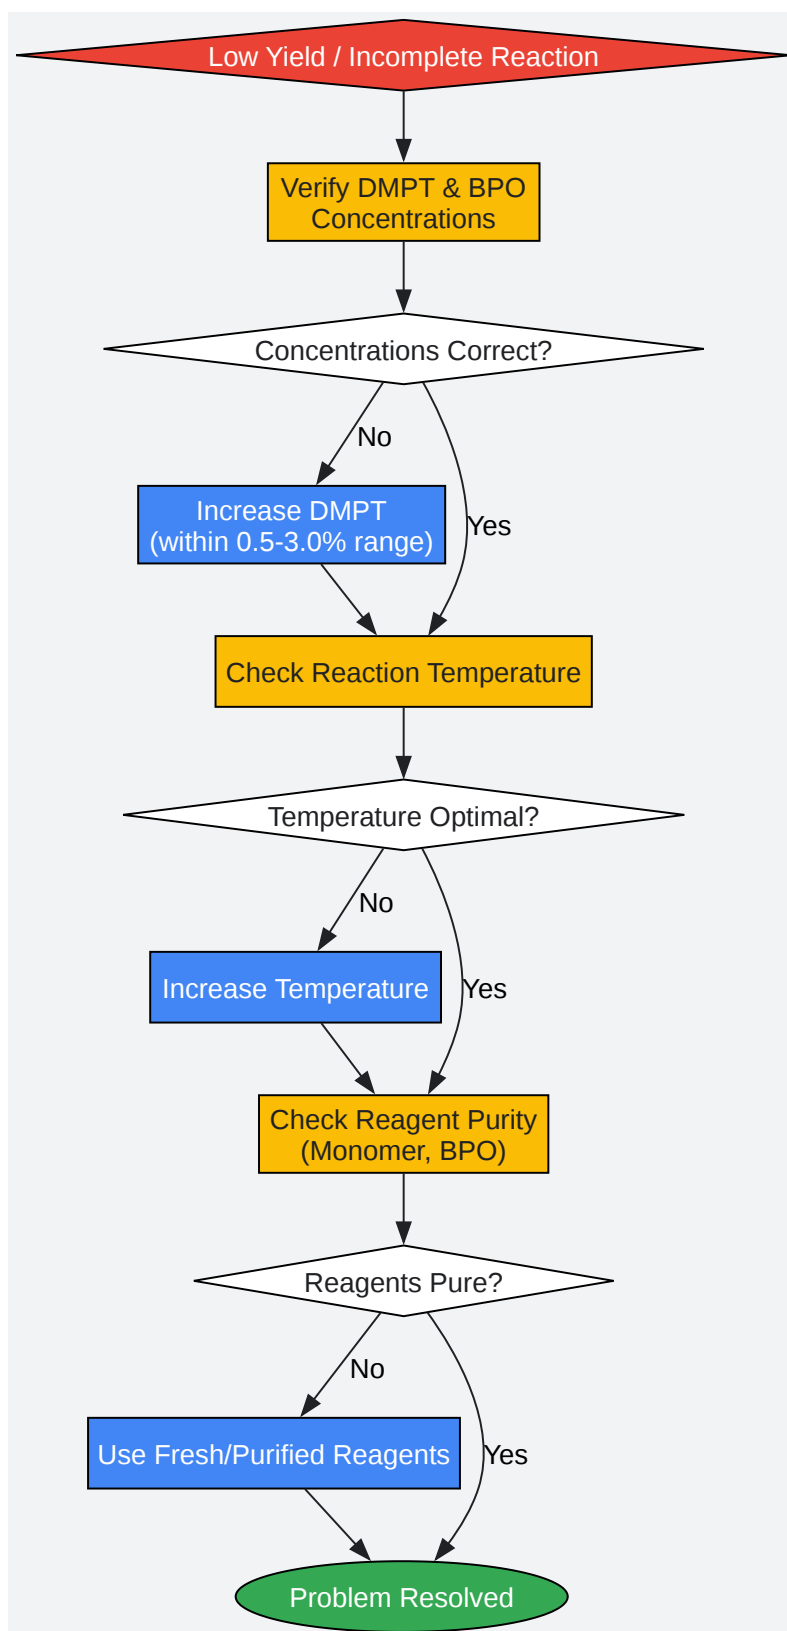 Low Yield / Incomplete Reaction
Verify DMPT & BPO
Concentrations
Concentrations Correct?
No
Increase DMPT
(within 0.5-3.0% range)
Yes
Check Reaction Temperature
Temperature Optimal?
No
Increase Temperature
Yes
Check Reagent Purity
(Monomer, BPO)
Reagents Pure?
No
Use Fresh/Purified Reagents
Yes
Problem Resolved